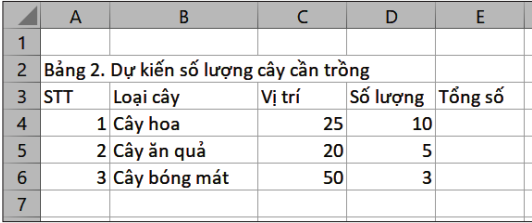 A B C D E
1
2 Bảng 2. Dự kiến số lượng cây cần trồng
3 STT Loại cây Vị trí Số lượng Tổng số
4 1 Cây hoa 25 10
5 2 Cây ăn quả 20 5
6 3 Cây bóng mát 50 3
7